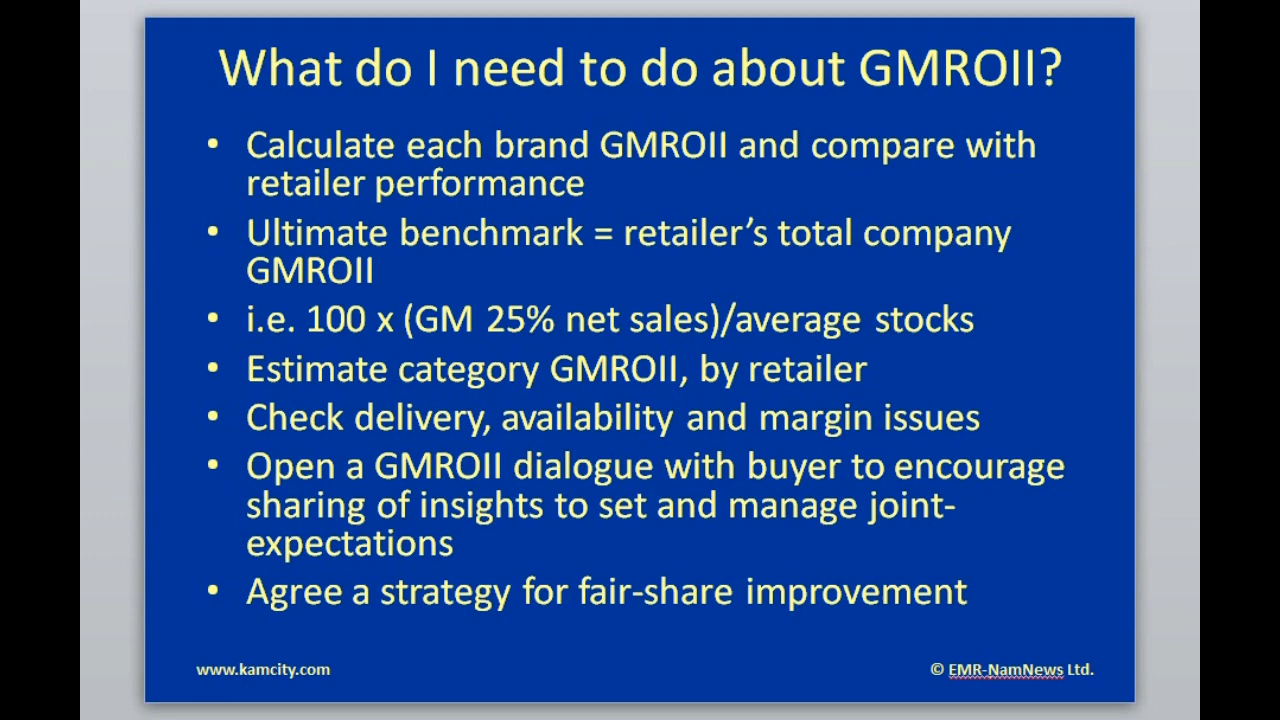 What do I need to do about GMROII?
• Calculate each brand GMROII and compare with
retailer performance
• Ultimate benchmark = retailer’s total company
GMROII
• i.e. 100 x (GM 25% net sales)/average stocks
• Estimate category GMROII, by retailer
• Check delivery, availability and margin issues
• Open a GMROII dialogue with buyer to encourage
sharing of insights to set and manage joint-
expectations
• Agree a strategy for fair-share improvement
www.kamcity.com
© EMR-NamNews Ltd.